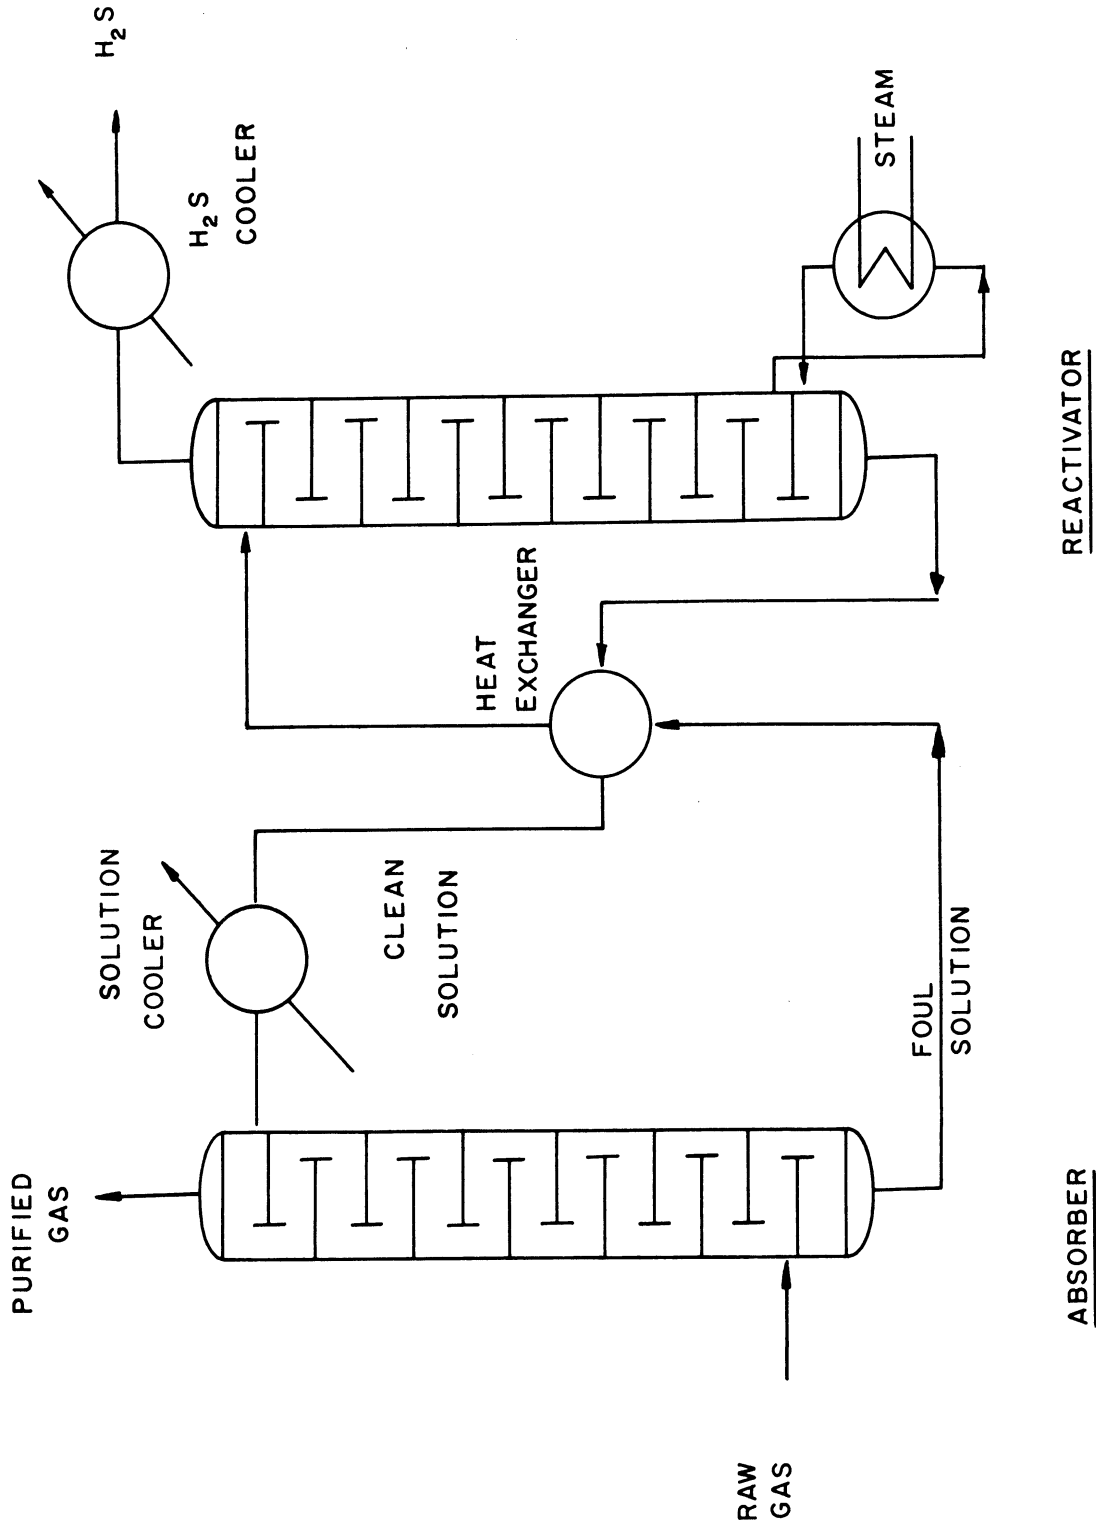 H₂S
H₂S
COOLER
STEAM
REACTIVATOR
HEAT
EXCHANGER
SOLUTION
COOLER
CLEAN
SOLUTION
FOUL
SOLUTION
PURIFIED
GAS
ABSORBER
RAW
GAS